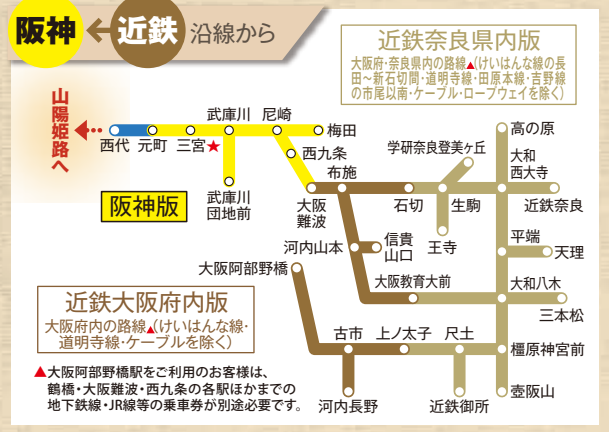 阪神 ← 近鉄 沿線から
近鉄奈良県内版
大阪府・奈良県内の路線▲(けいはんな線の長
田〜新石切間・道明寺線・田原本線・吉野線
の市尾以南・ケーブル・ロープウェイを除く)
山陽姫路へ
武庫川
尼崎
西代
元町
三宮★
梅田
西九条
高の原
学研奈良登美ヶ丘
大和
西大寺
布施
武庫川
団地前
阪神版
大阪
難波
石切
生駒
近鉄奈良
河内山本
信貴
山口
王寺
平端
天理
大阪阿部野橋
大阪教育大前
大和八木
三本松
近鉄大阪府内版
大阪府内の路線▲(けいはんな線・
道明寺線・ケーブルを除く)
古市
上ノ太子
尺土
橿原神宮前
▲大阪阿部野橋駅をご利用のお客様は、
鶴橋・大阪難波・西九条の各駅ほかまでの
地下鉄線・JR線等の乗車券が別途必要です。
河内長野
近鉄御所
壺阪山